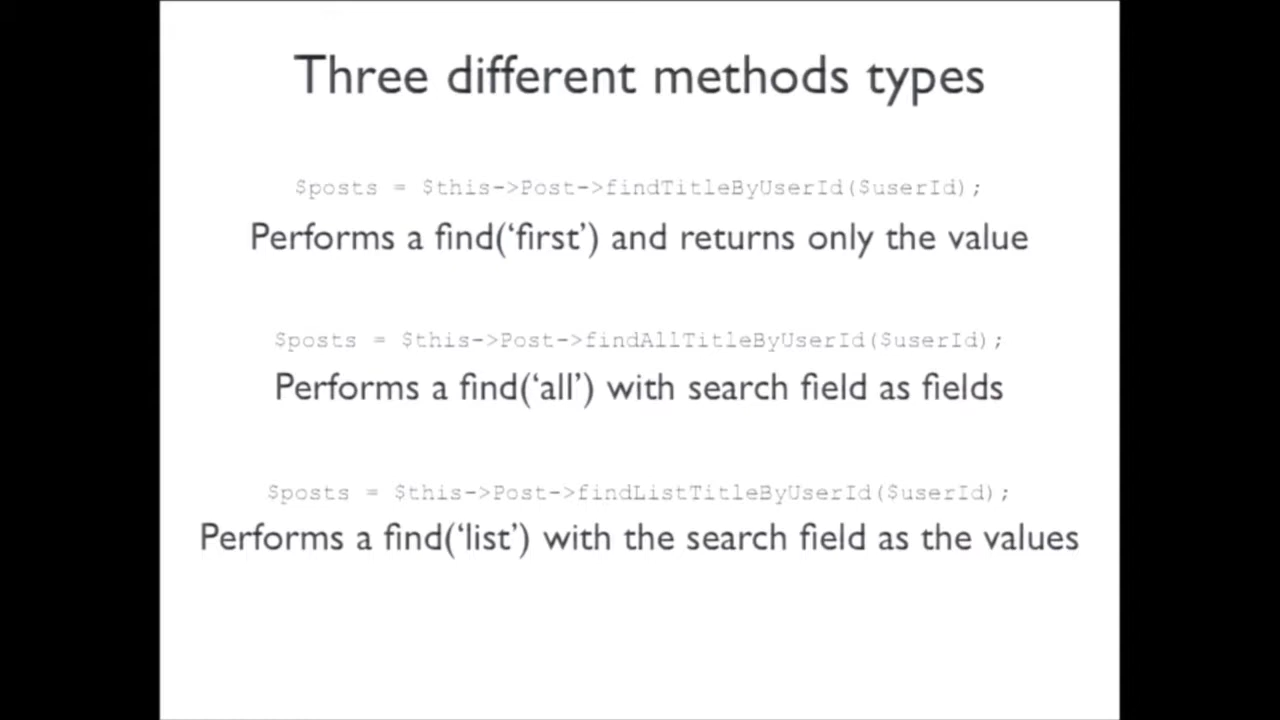 Three different methods types
$posts = $this->Post->findTitleByUserId($userId);
Performs a find(‘first’) and returns only the value
$posts = $this->Post->findAllTitleByUserId($userId);
Performs a find(‘all’) with search field as fields
$posts = $this->Post->findListTitleByUserId($userId);
Performs a find(‘list’) with the search field as the values